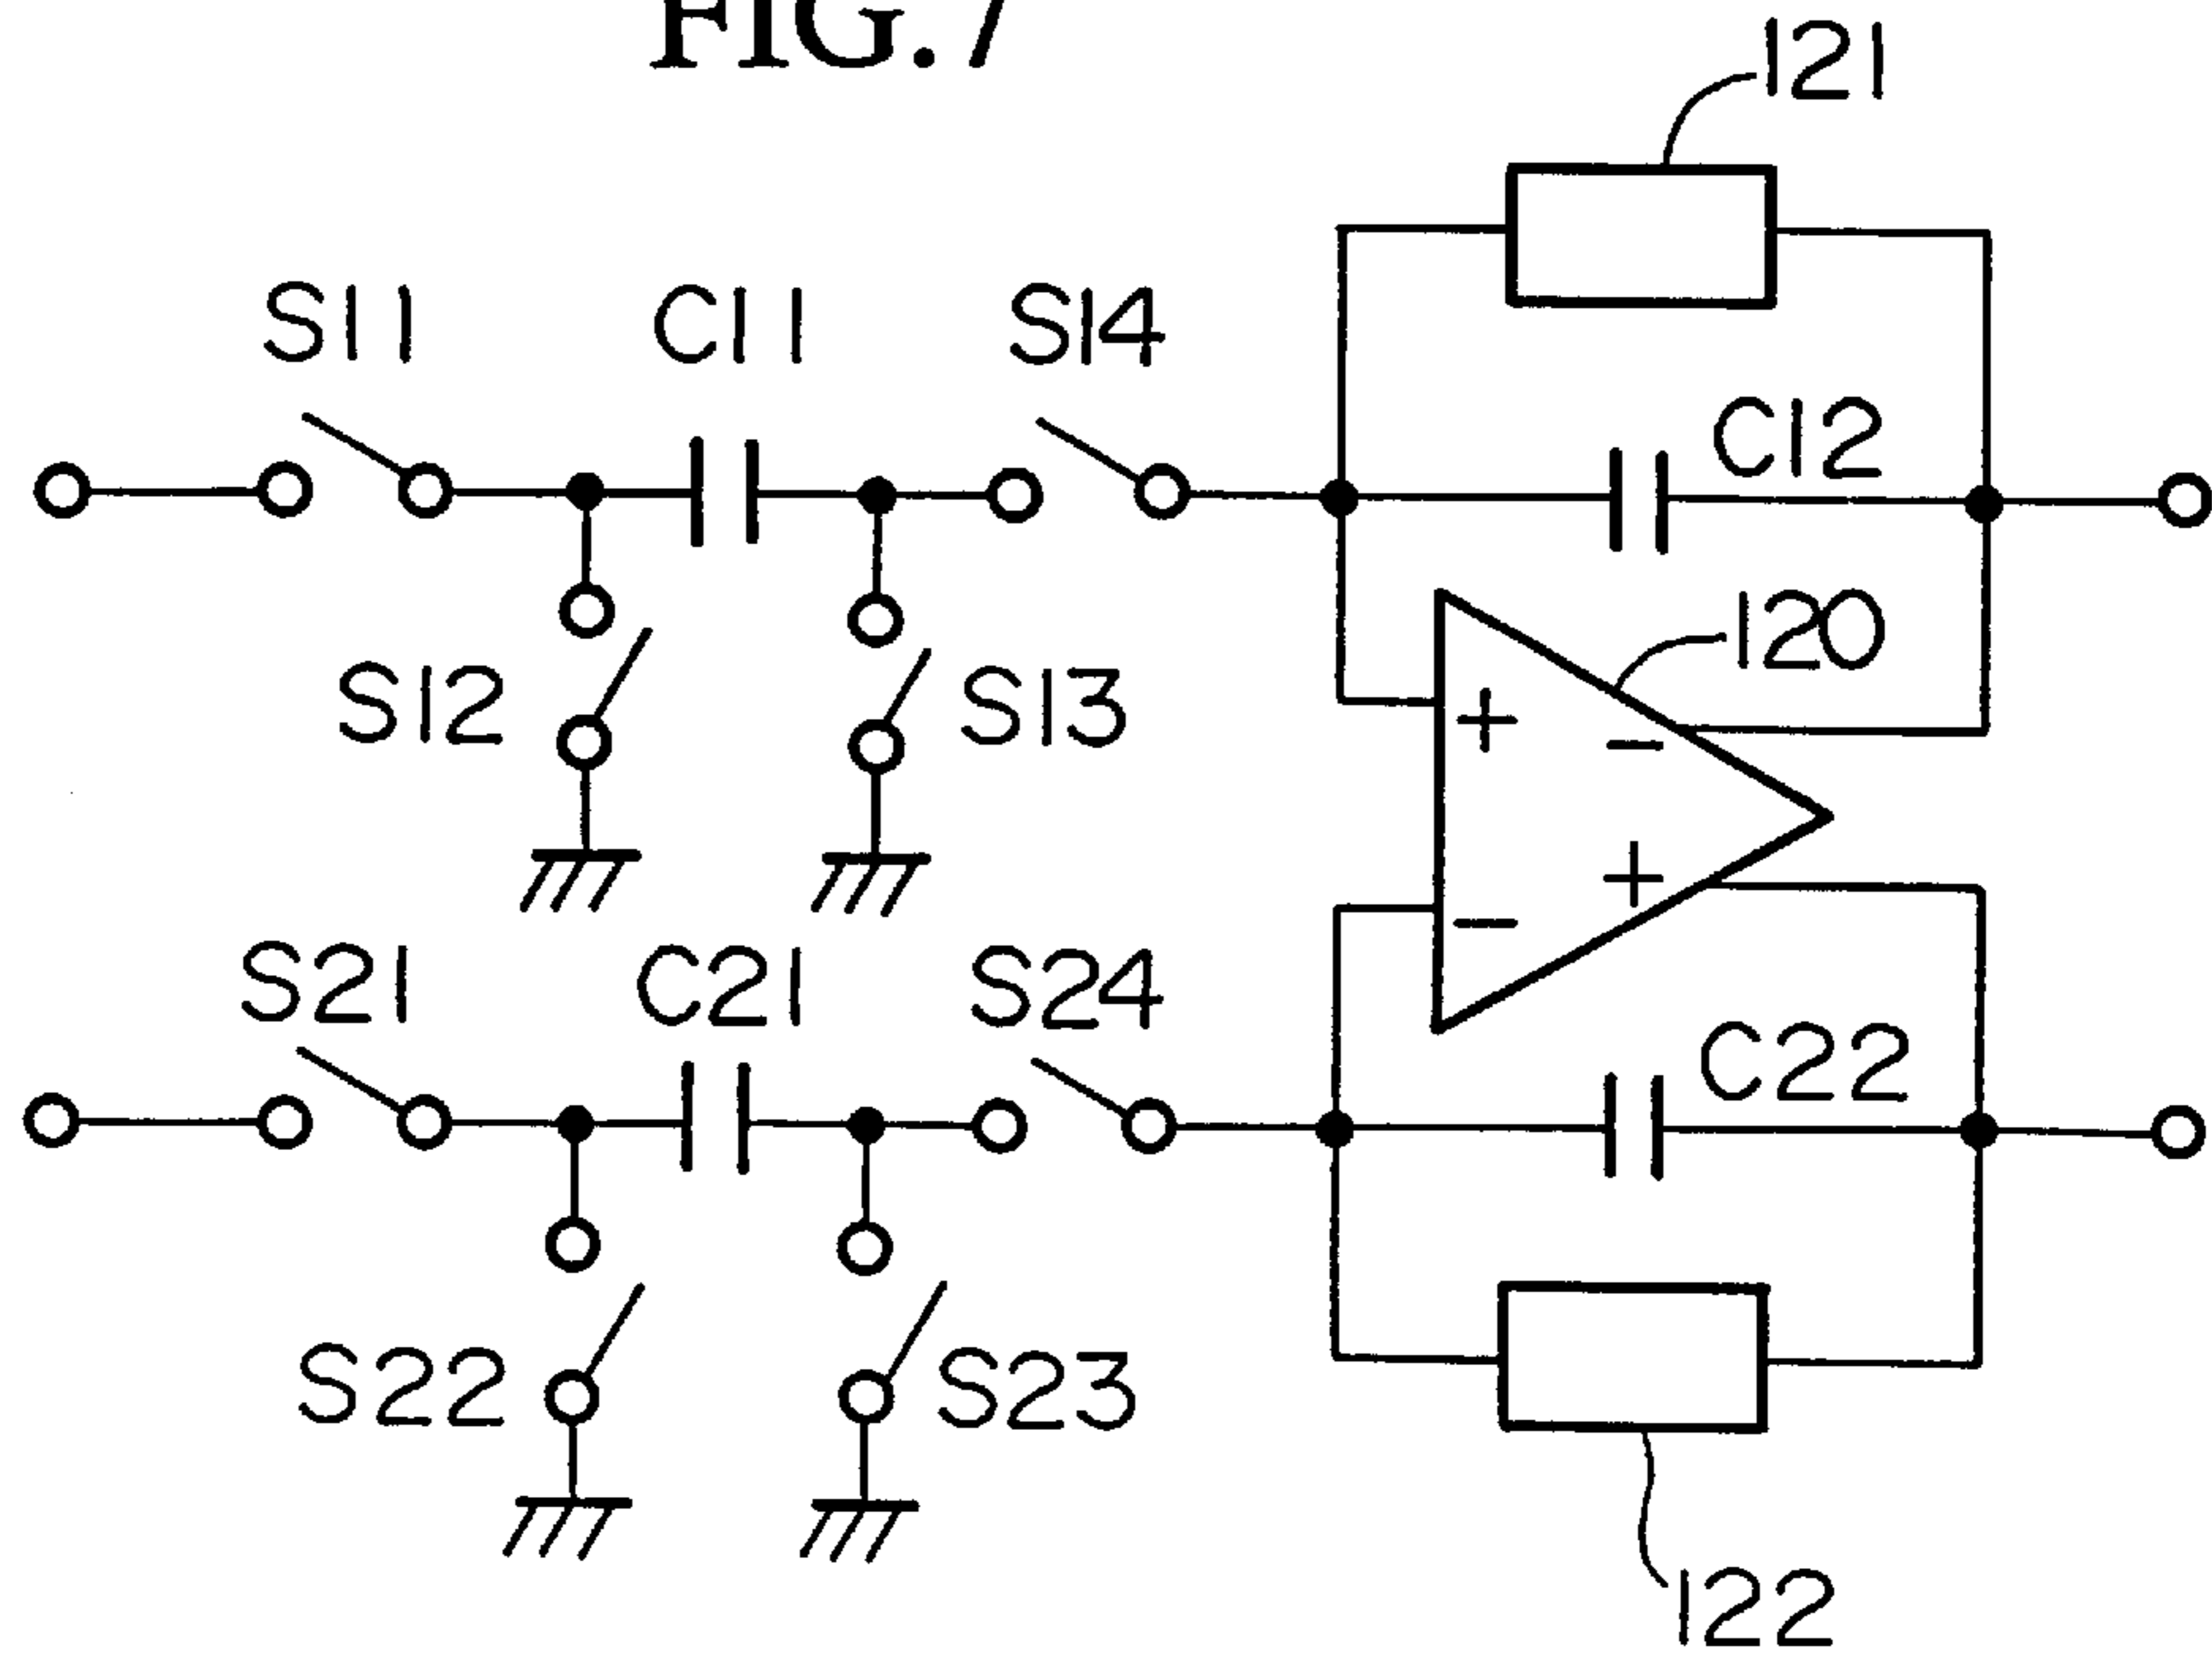 FIG.7
121
S11 C11 S14
C12
120
S12 S13
+ -
+
-
S21 C21 S24
C22
S22 S23
122